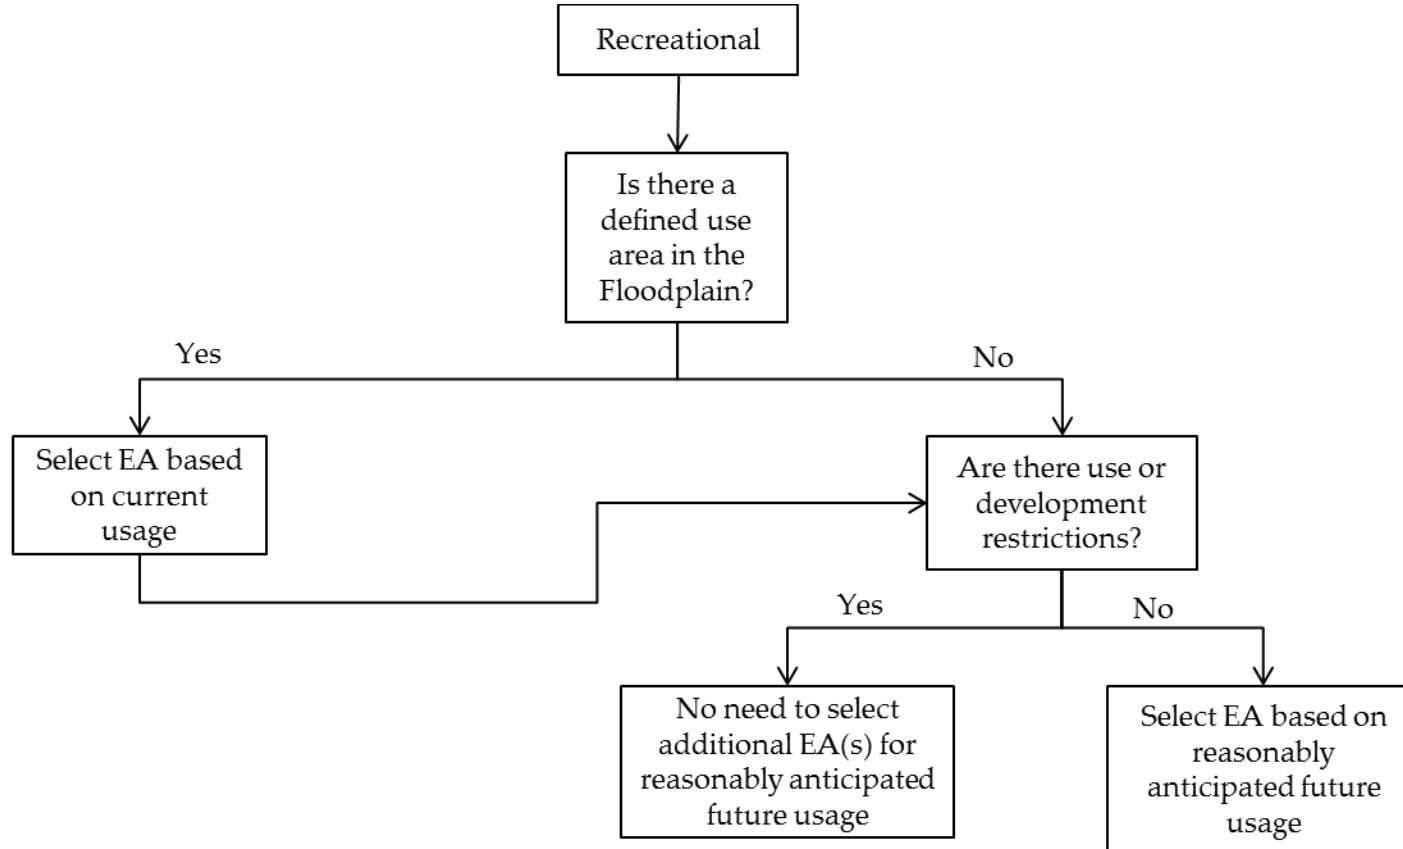 Recreational
Is there a
defined use
area in the
Floodplain?
Yes
No
Select EA based
on current
usage
Are there use or
development
restrictions?
Yes
No
No need to select
additional EA(s) for
reasonably anticipated
future usage
Select EA based on
reasonably
anticipated future
usage